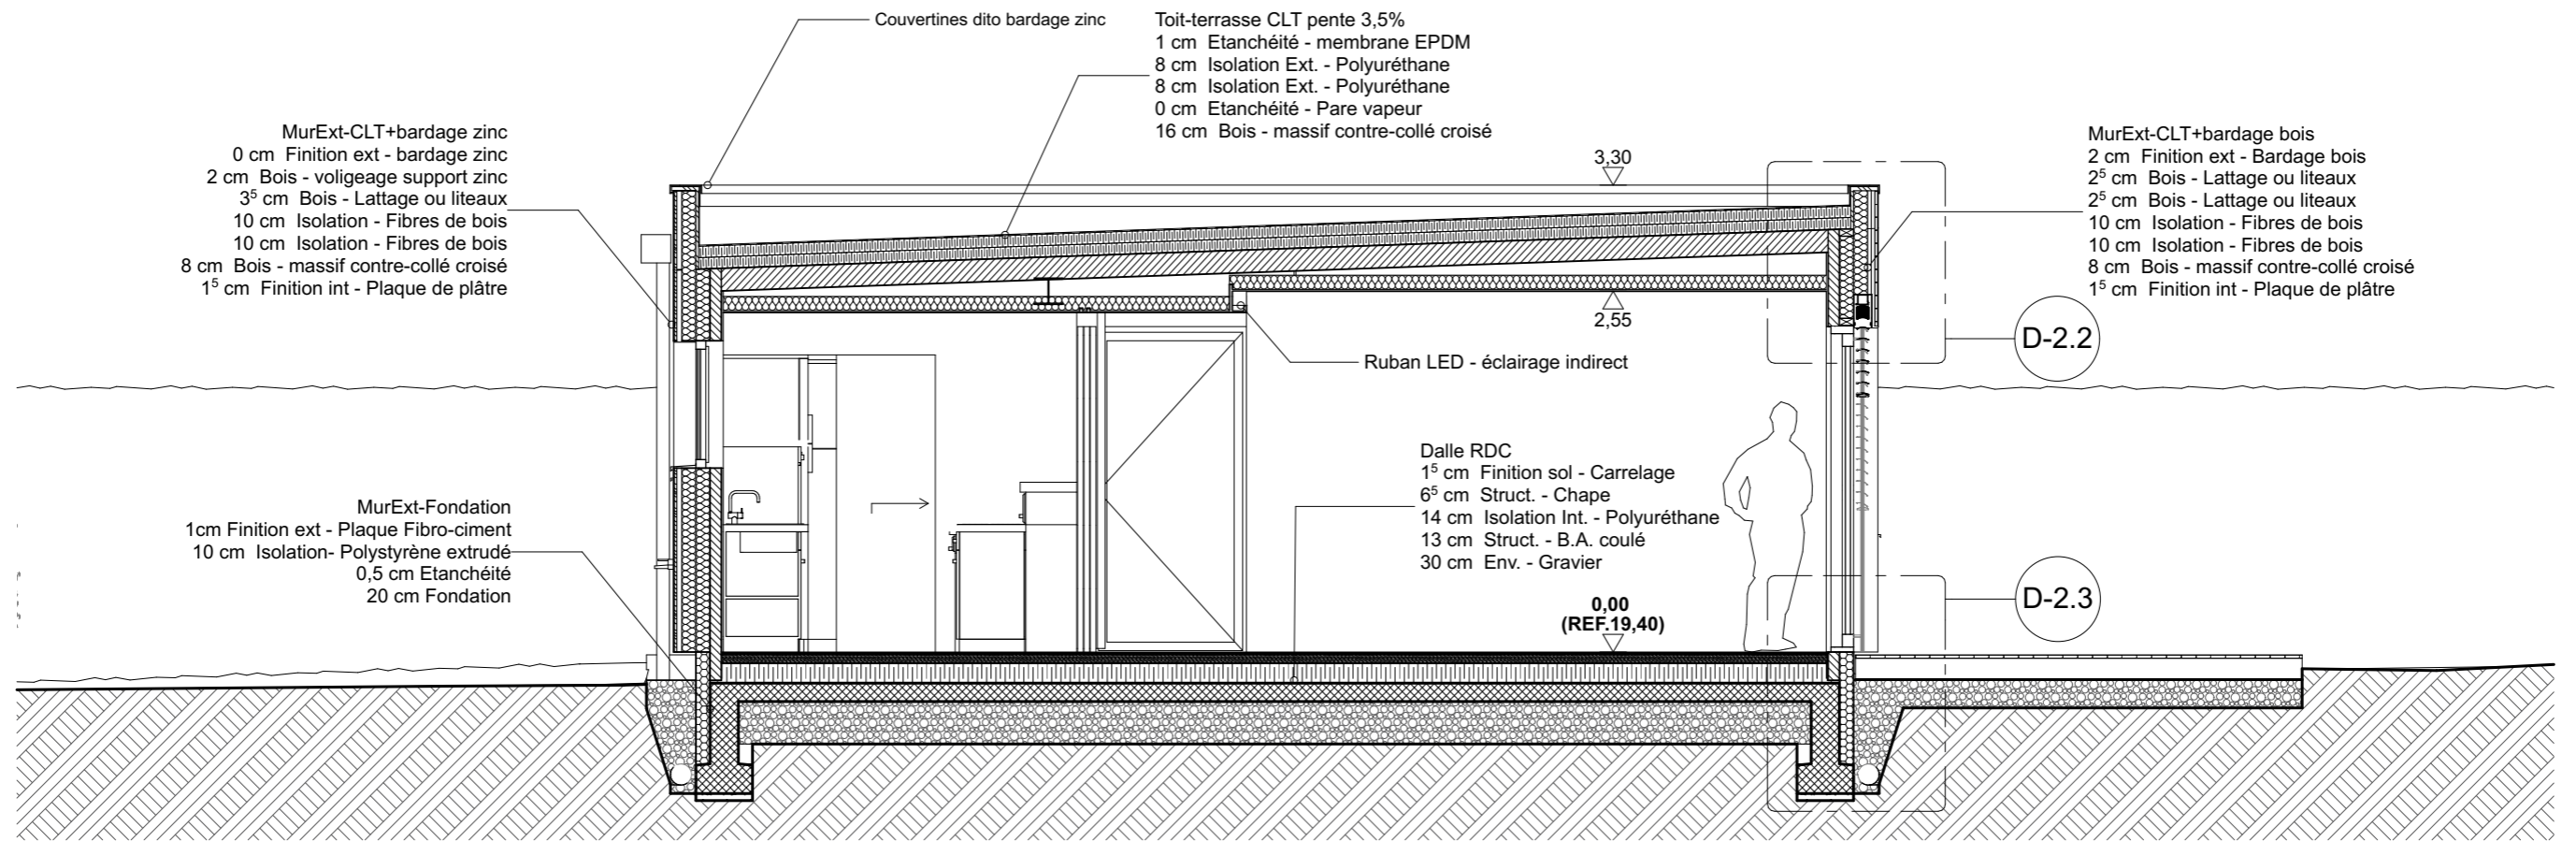 Couvertines dito bardage zinc
Toit-terrasse CLT pente 3,5%
1 cm Etanchéité - membrane EPDM
8 cm Isolation Ext. - Polyuréthane
8 cm Isolation Ext. - Polyuréthane
0 cm Etanchéité - Pare vapeur
16 cm Bois - massif contre-collé croisé
MurExt-CLT+bardage zinc
0 cm Finition ext - bardage zinc
2 cm Bois - voligeage support zinc
3⁵ cm Bois - Lattage ou liteaux
10 cm Isolation - Fibres de bois
10 cm Isolation - Fibres de bois
8 cm Bois - massif contre-collé croisé
1⁵ cm Finition int - Plaque de plâtre
3,30
MurExt-CLT+bardage bois
2 cm Finition ext - Bardage bois
2⁵ cm Bois - Lattage ou liteaux
2⁵ cm Bois - Lattage ou liteaux
10 cm Isolation - Fibres de bois
10 cm Isolation - Fibres de bois
8 cm Bois - massif contre-collé croisé
1⁵ cm Finition int - Plaque de plâtre
2,55
D-2.2
Ruban LED - éclairage indirect
Dalle RDC
1⁵ cm Finition sol - Carrelage
6⁵ cm Struct. - Chape
14 cm Isolation Int. - Polyuréthane
13 cm Struct. - B.A. coulé
30 cm Env. - Gravier
MurExt-Fondation
1cm Finition ext - Plaque Fibro-ciment
10 cm Isolation- Polystyrène extrudé
0,5 cm Etanchéité
20 cm Fondation
0,00
(REF.19,40)
D-2.3